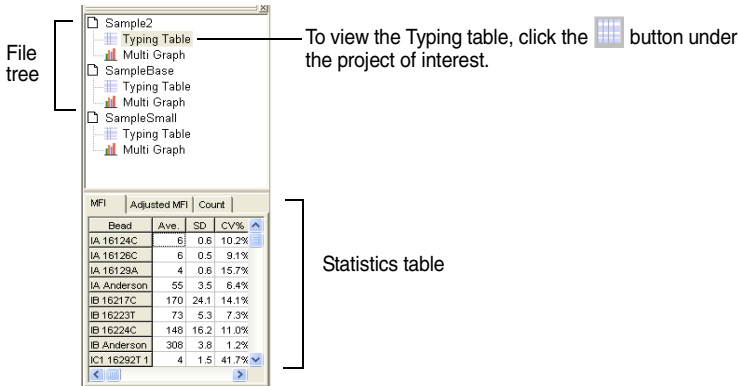 File
tree
Sample2
Typing Table
Multi Graph
SampleBase
Typing Table
Multi Graph
SampleSmall
Typing Table
Multi Graph
To view the Typing table, click the button under
the project of interest.
MFI Adjusted MFI Count
Bead Ave. SD CV%
IA 16124C 6 0.6 10.2%
IA 16126C 6 0.5 9.1%
IA 16129A 4 0.6 15.7%
IA Anderson 55 3.5 6.4%
IB 16217C 170 24.1 14.1%
IB 16223T 73 5.3 7.3%
IB 16224C 148 16.2 11.0%
IB Anderson 308 3.8 1.2%
IC1 16292T 1 4 1.5 41.7%
Statistics table